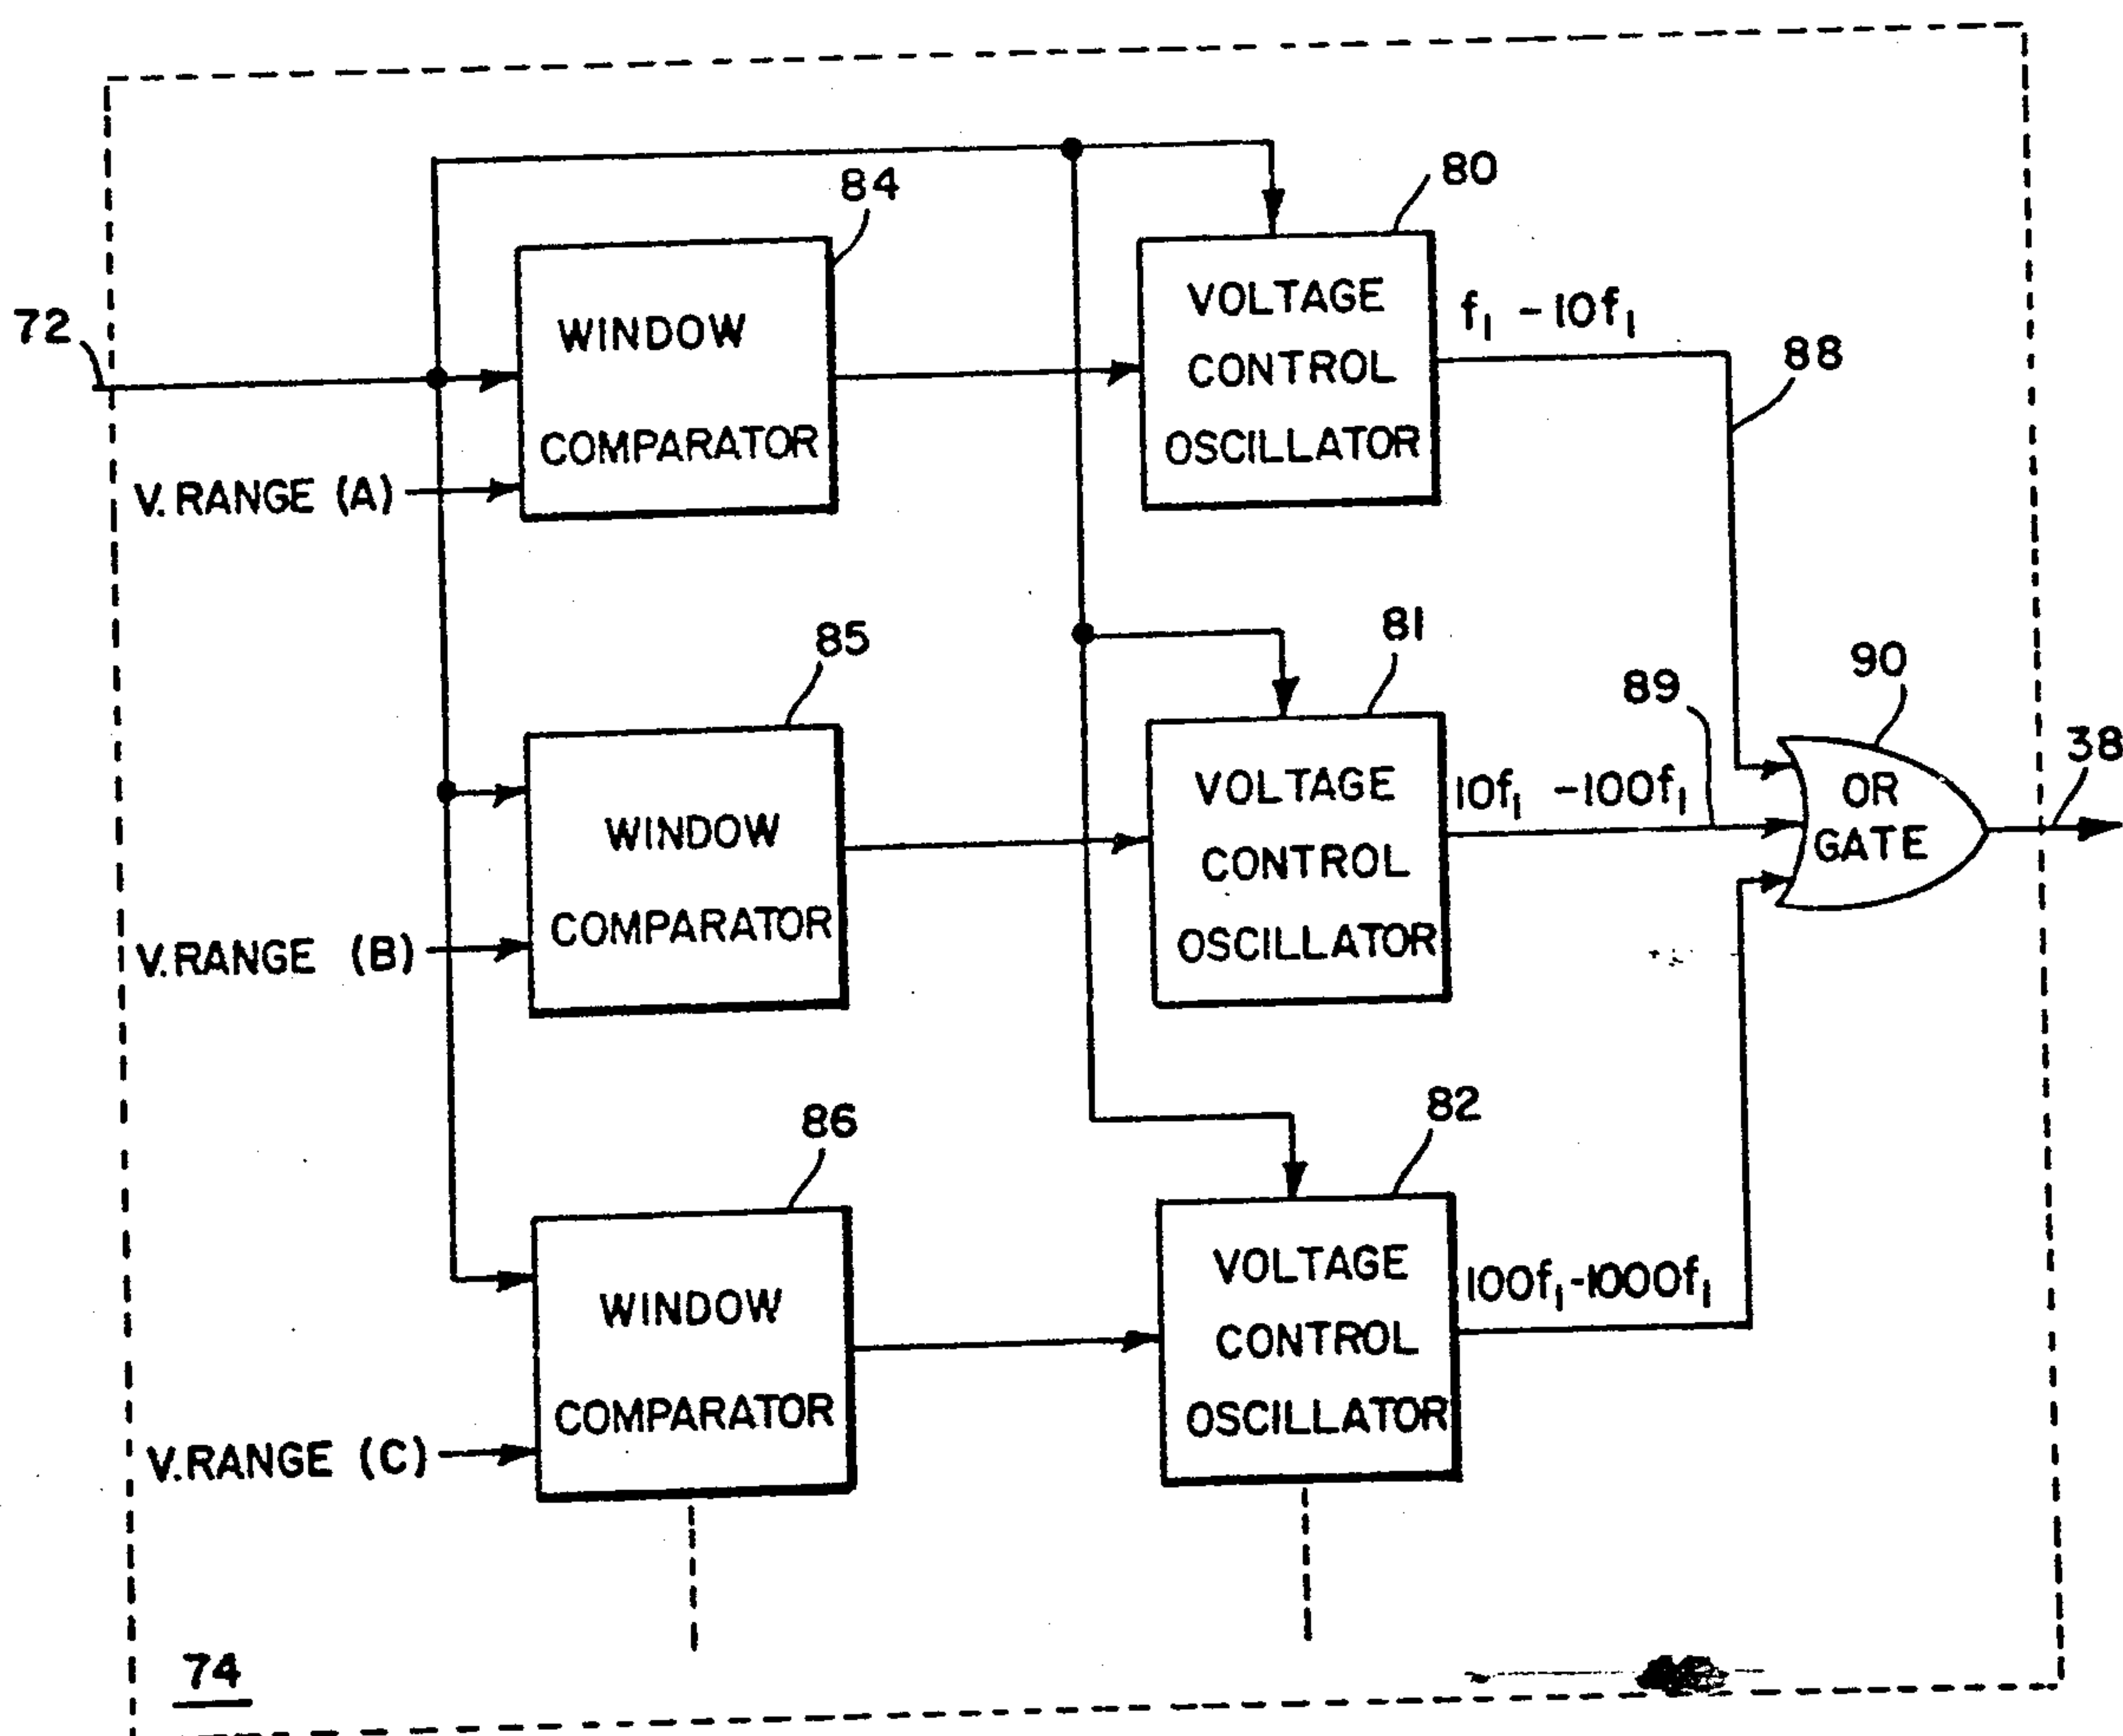 80
84
VOLTAGE
CONTROL
OSCILLATOR
f₁ - 10f₁
WINDOW
COMPARATOR
72
88
V. RANGE (A)
81
85
89
90
38
VOLTAGE
CONTROL
OSCILLATOR
10f₁ - 100f₁
OR
GATE
WINDOW
COMPARATOR
V. RANGE (B)
82
86
VOLTAGE
CONTROL
OSCILLATOR
100f₁-1000f₁
WINDOW
COMPARATOR
V. RANGE (C)
74